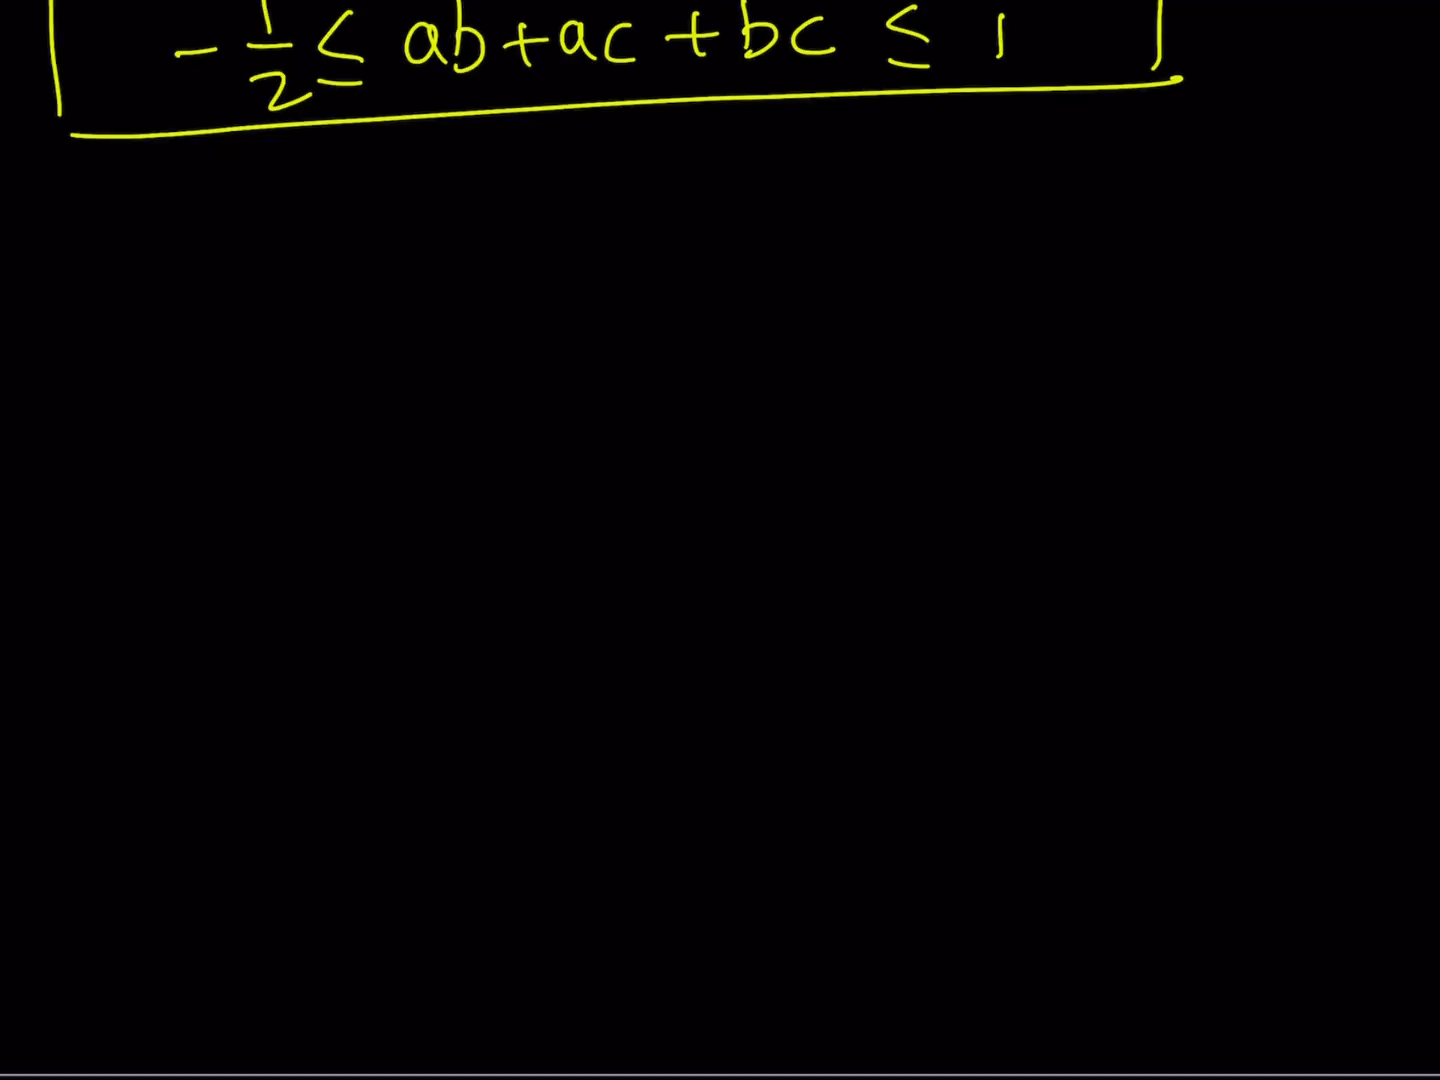 - 1/2 ≤ ab + ac + bc ≤ 1